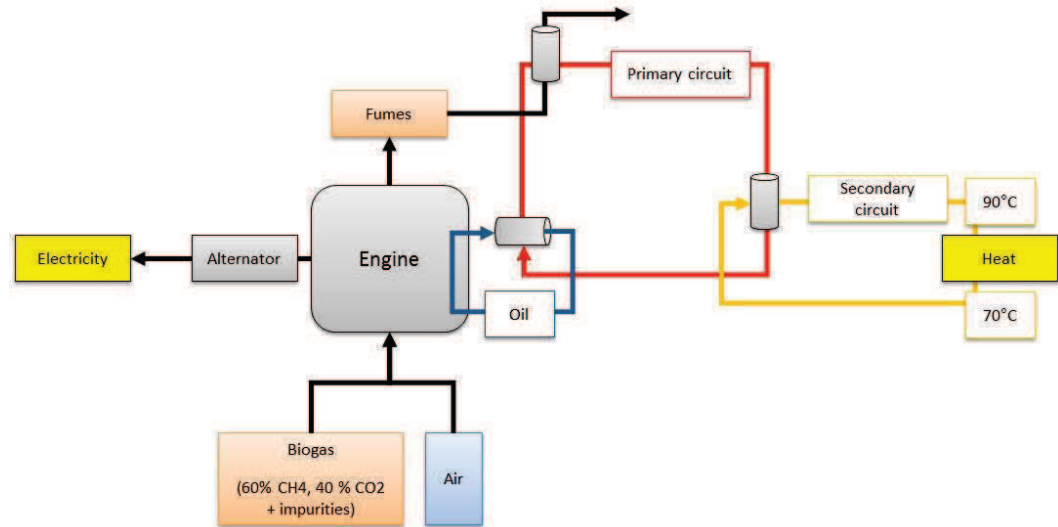 Primary circuit
Fumes
Secondary
circuit
90°C
Electricity
Alternator
Engine
Heat
Oil
70°C
Biogas
(60% CH4, 40 % CO2
+ impurities)
Air